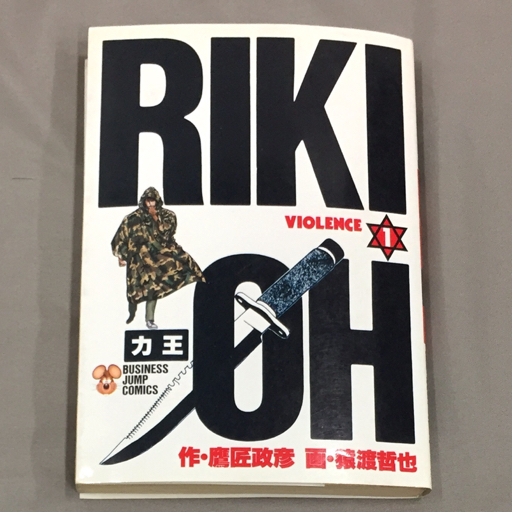 RIKI
VIOLENCE 1
OH
力王
BUSINESS
JUMP
COMICS
作・鷹匠政彦 画・猿渡哲也